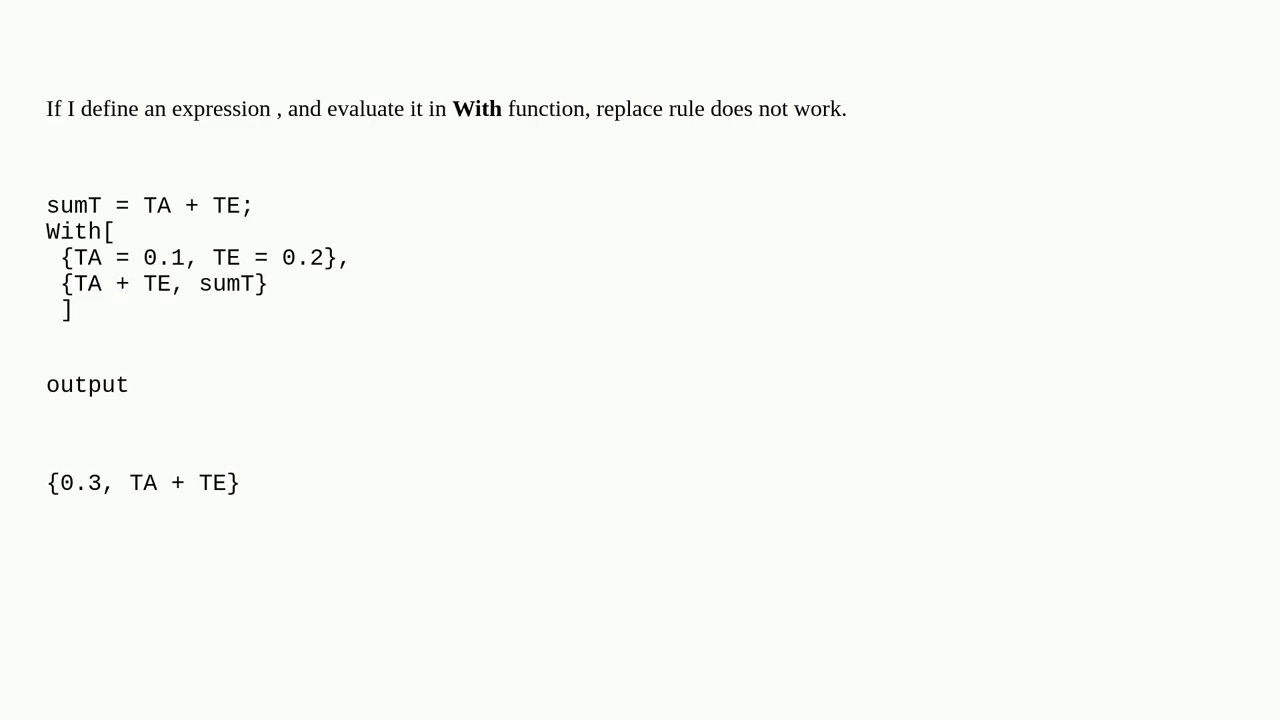 If I define an expression , and evaluate it in With function, replace rule does not work.
sumT = TA + TE;
With[
 {TA = 0.1, TE = 0.2},
 {TA + TE, sumT}
 ]
output
{0.3, TA + TE}